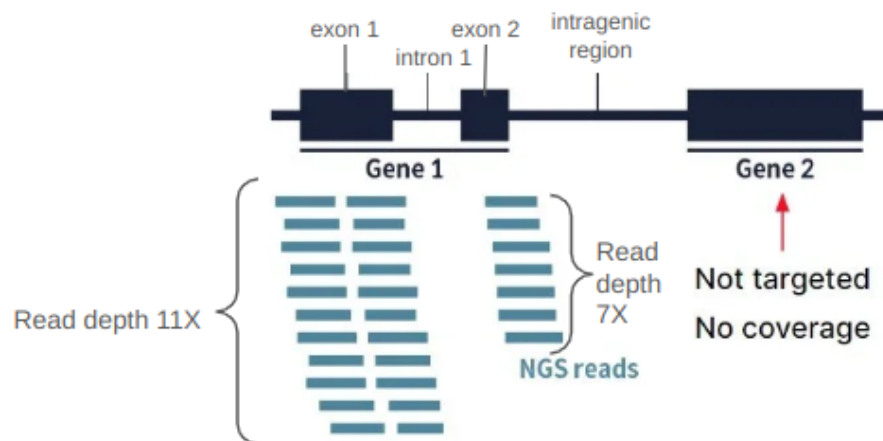 exon 1
intron 1
exon 2
intragenic
region
Gene 1
Gene 2
Read depth 11X
Read
depth
7X
NGS reads
Not targeted
No coverage